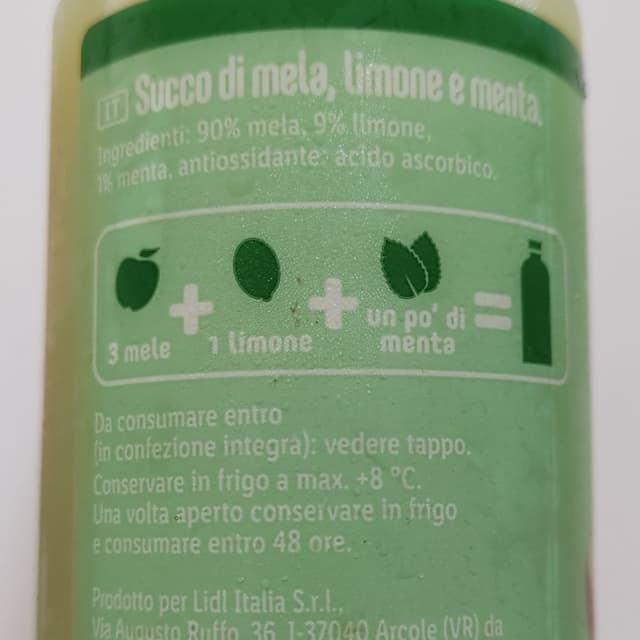 IT Succo di mela, limone e menta.
Ingredienti: 90% mela, 9% limone,
1% menta, antiossidante: acido ascorbico.
3 mele + 1 limone + un po' di menta =
Da consumare entro
(in confezione integra): vedere tappo.
Conservare in frigo a max. +8 °C.
Una volta aperto conservare in frigo
e consumare entro 48 ore.
Prodotto per Lidl Italia S.r.l.,
Via Augusto Ruffo, 36, I-37040 Arcole (VR) da